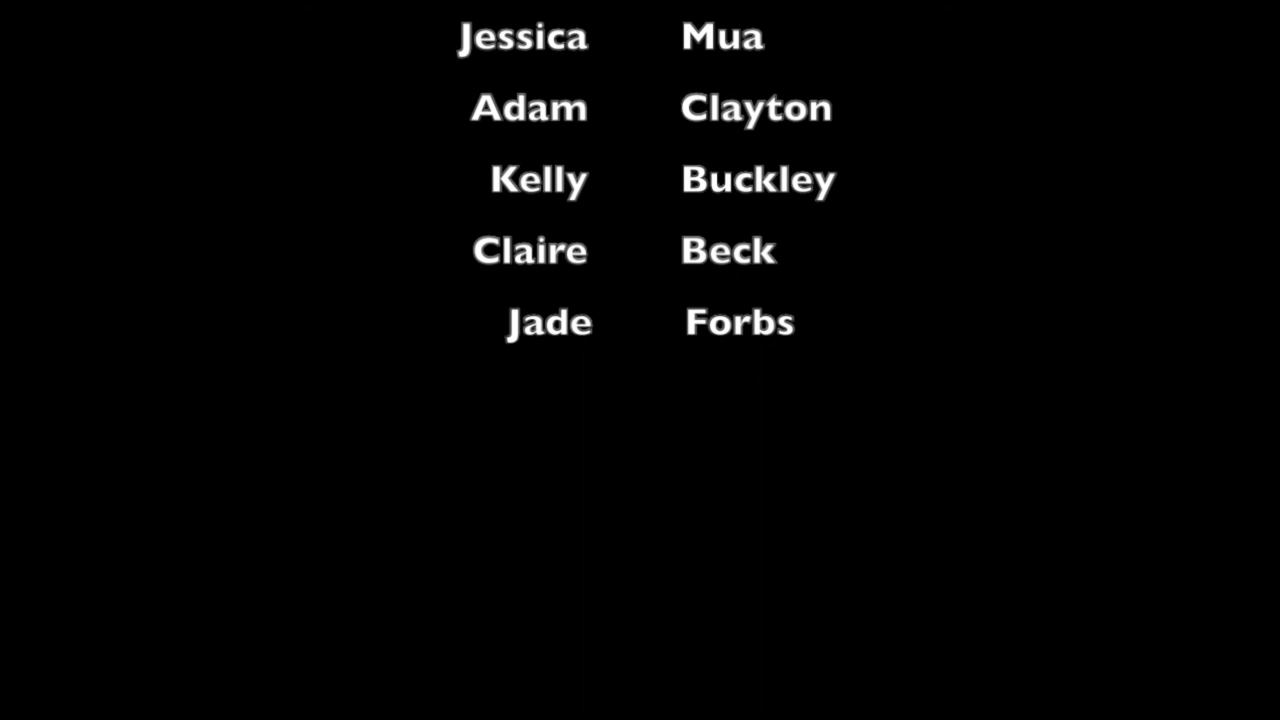 Jessica Mua
Adam Clayton
Kelly Buckley
Claire Beck
Jade Forbs